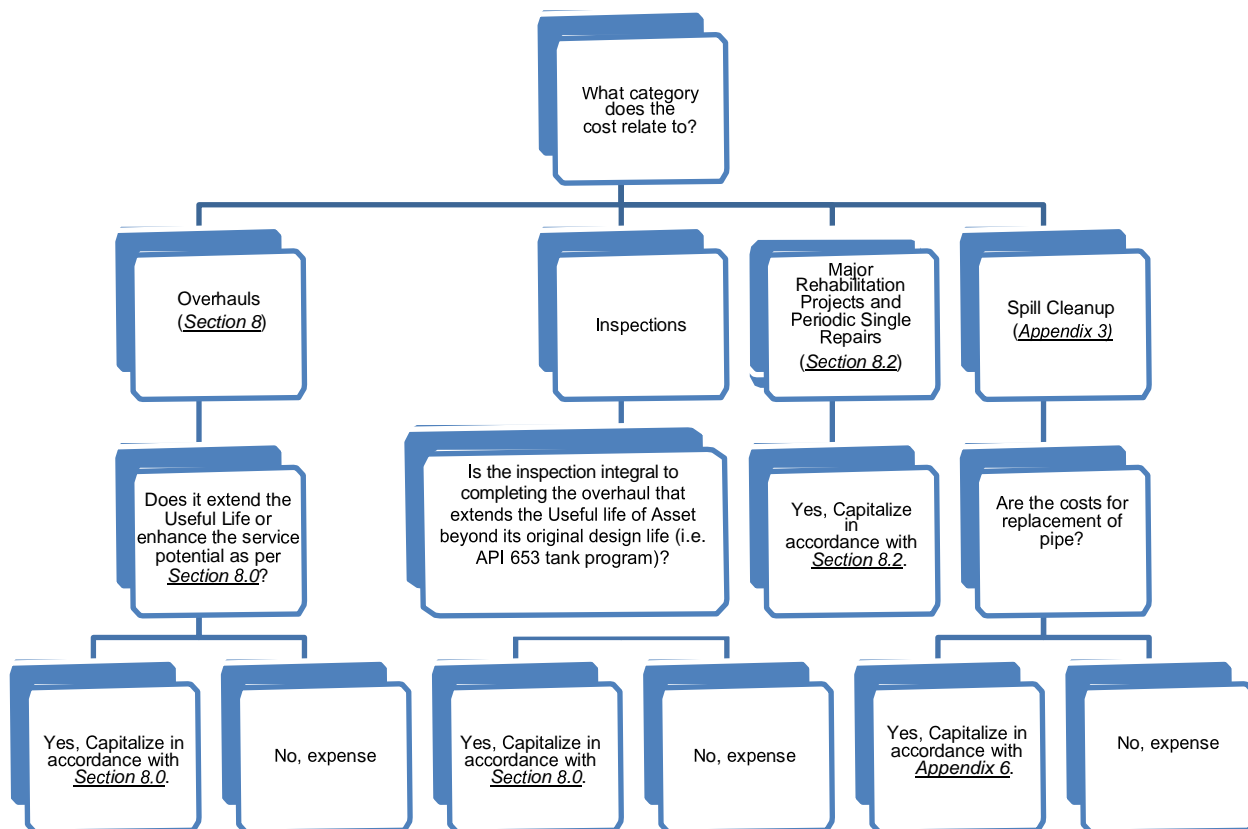 What category
does the
cost relate to?
Overhauls
(Section 8)
Inspections
Major
Rehabilitation
Projects and
Periodic Single
Repairs
(Section 8.2)
Spill Cleanup
(Appendix 3)
Does it extend the
Useful Life or
enhance the service
potential as per
Section 8.0?
Is the inspection integral to
completing the overhaul that
extends the Useful life of Asset
beyond its original design life (i.e.
API 653 tank program)?
Yes, Capitalize
in
accordance with
Section 8.2.
Are the costs for
replacement of
pipe?
Yes, Capitalize in
accordance with
Section 8.0.
No, expense
Yes, Capitalize in
accordance with
Section 8.0.
No, expense
Yes, Capitalize in
accordance with
Appendix 6.
No, expense